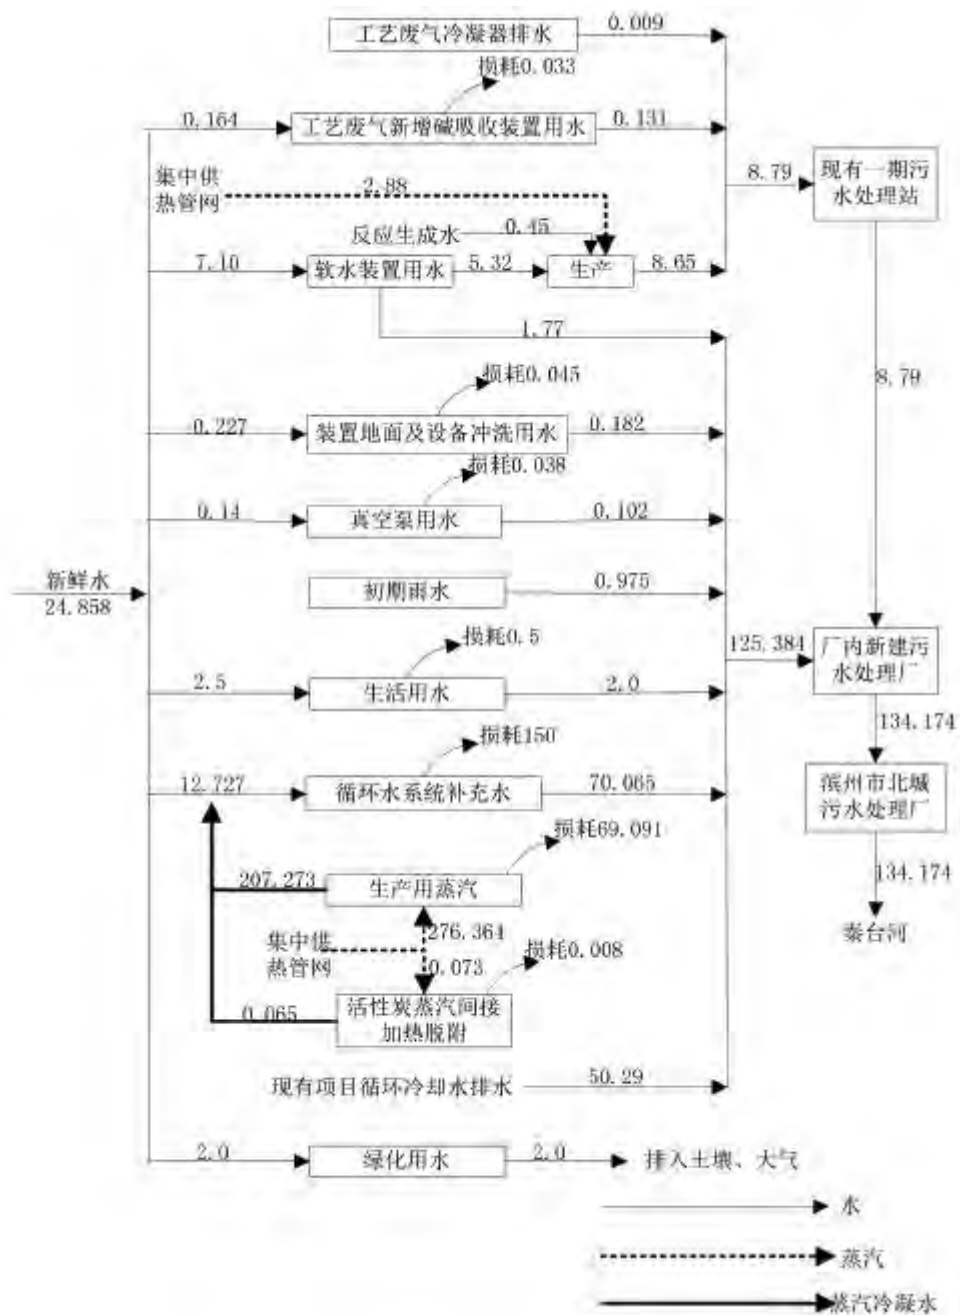 工艺废气冷凝器排水
0.009
损耗0.033
0.164
工艺废气新增碱吸收装置用水
0.131
集中供
热管网
2.88
8.79
现有一期污
水处理站
反应生成水
0.45
7.10
软水装置用水
5.32
生产
8.65
1.77
损耗0.045
8.79
0.227
装置地面及设备冲洗用水
0.182
损耗0.038
0.14
真空泵用水
0.102
新鲜水
24.858
初期雨水
0.975
损耗0.5
125.384
厂内新建污
水处理厂
2.5
生活用水
2.0
134.174
损耗150
12.727
循环水系统补充水
70.065
滨州市北城
污水处理厂
损耗69.091
207.273
生产用蒸汽
134.174
276.364
集中供
热管网
损耗0.008
秦台河
0.073
0.065
活性炭蒸汽间接
加热脱附
现有项目循环冷却水排水
50.29
2.0
绿化用水
2.0
排入土壤、大气
水
蒸汽
蒸汽冷凝水